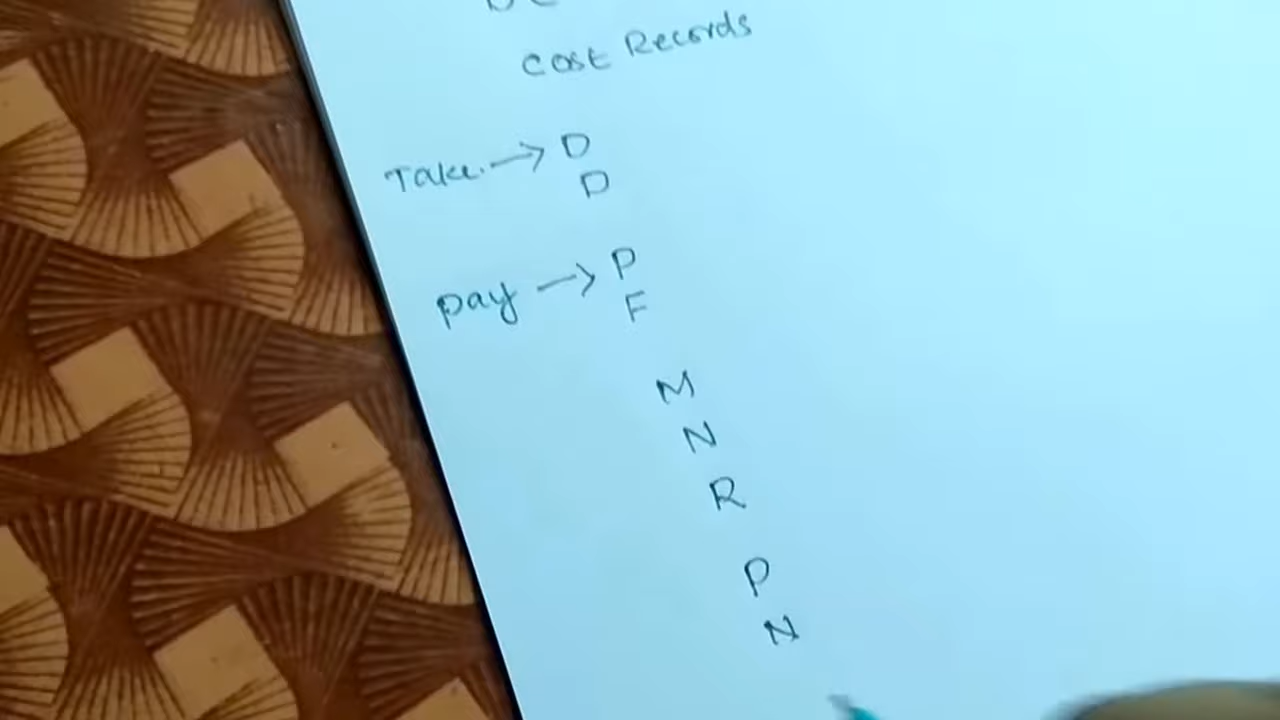 Cost Records
Take → D
D
Pay → P
F
M
N
R
P
N